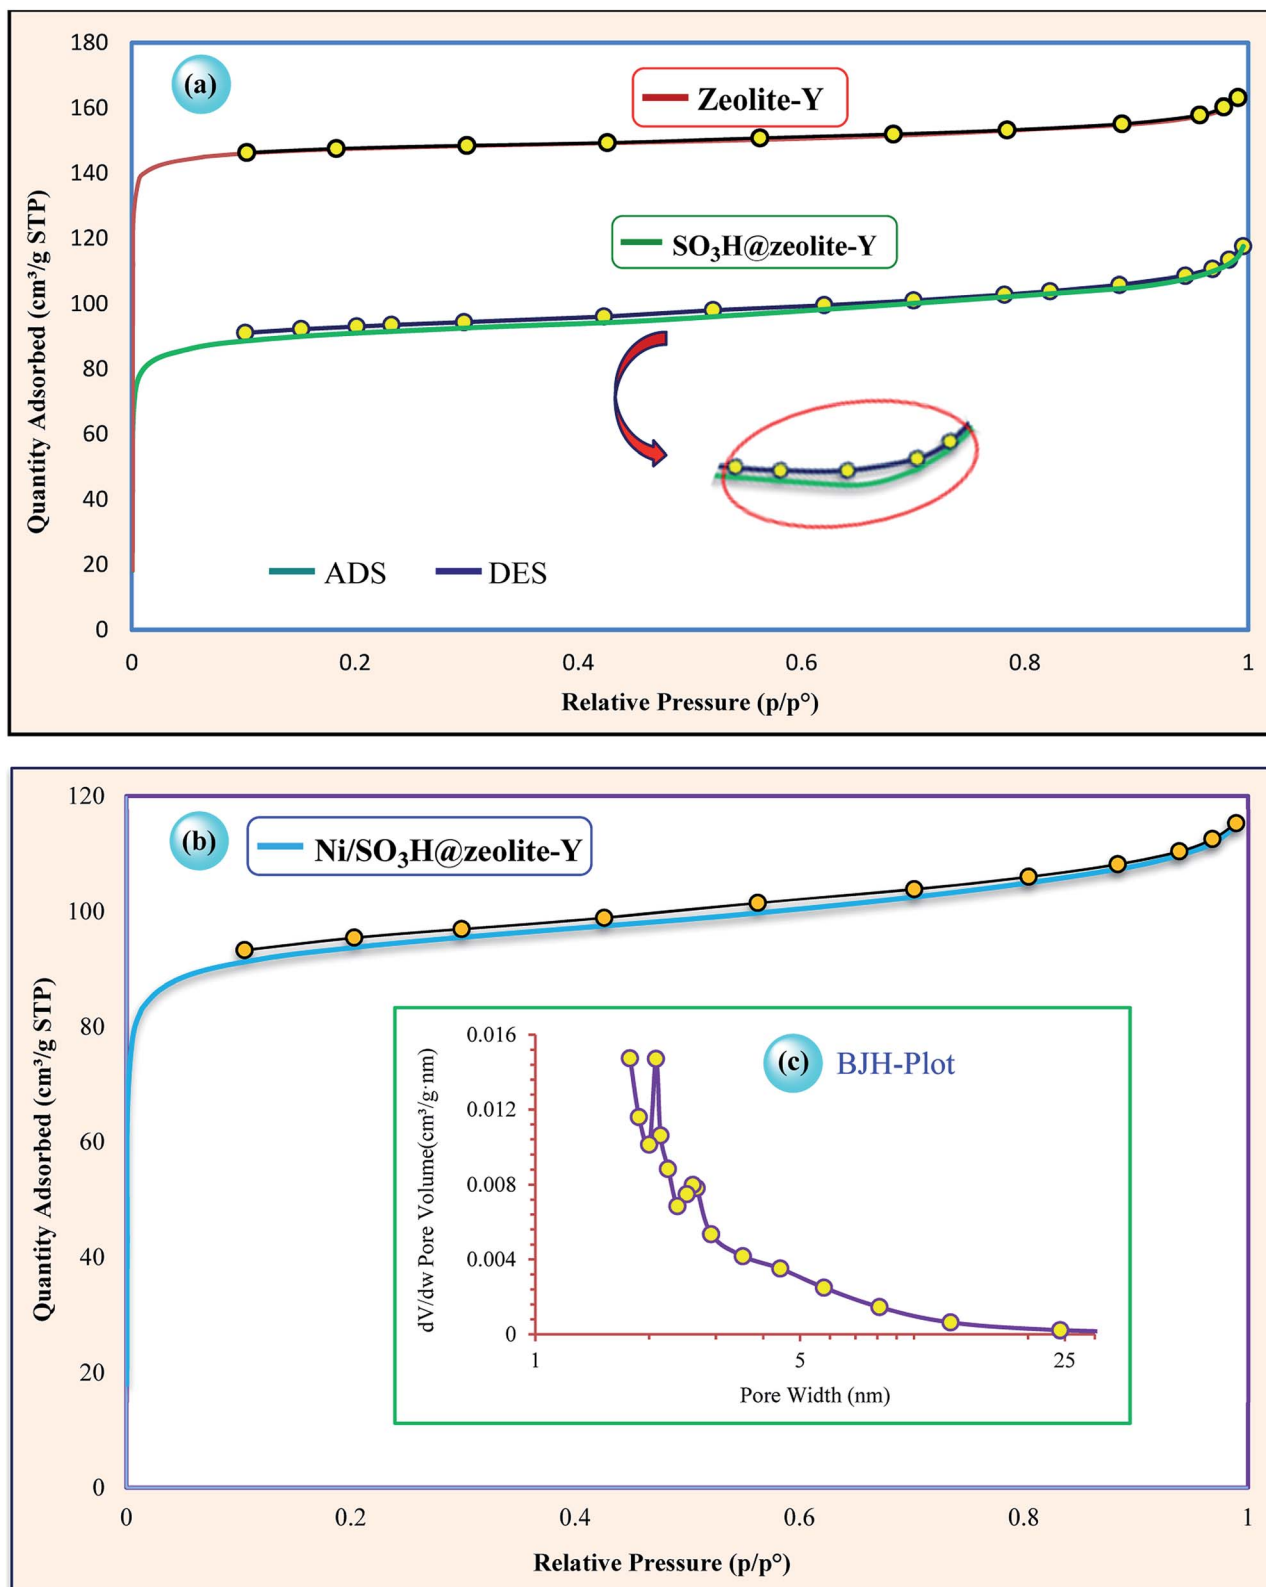 (a)
Zeolite-Y
SO₃H@zeolite-Y
ADS
DES
180
160
140
120
100
80
60
40
20
0
Quantity Adsorbed (cm³/g STP)
0 0.2 0.4 0.6 0.8 1
Relative Pressure (p/p°)
(b)
Ni/SO₃H@zeolite-Y
120
100
80
60
40
20
0
Quantity Adsorbed (cm³/g STP)
(c) BJH-Plot
0.016
0.012
0.008
0.004
0
dV/dw Pore Volume(cm³/g·nm)
1 5 25
Pore Width (nm)
0 0.2 0.4 0.6 0.8 1
Relative Pressure (p/p°)